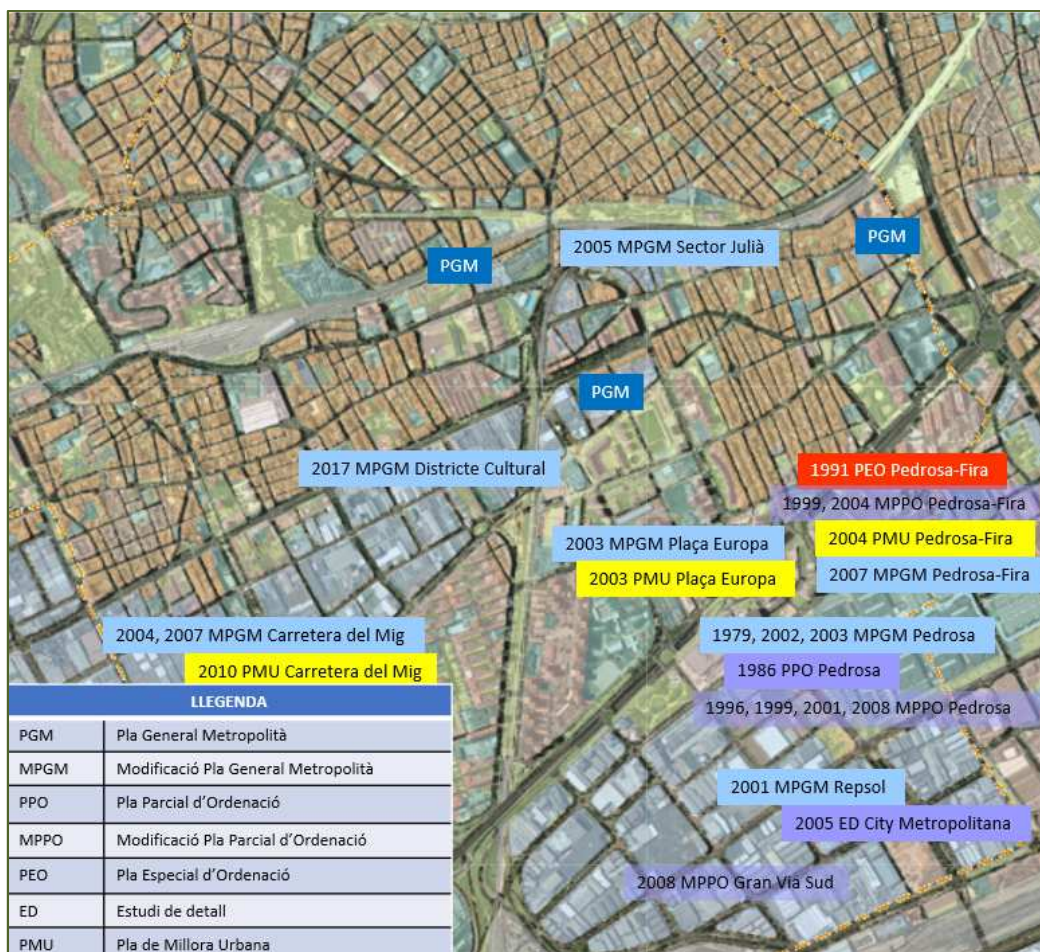 2005 MPGM Sector Julià
PGM
PGM
PGM
2017 MPGM Districte Cultural
1991 PEO Pedrosa-Fira
1999, 2004 MPPO Pedrosa-Fira
2003 MPGM Plaça Europa
2004 PMU Pedrosa-Fira
2003 PMU Plaça Europa
2007 MPGM Pedrosa-Fira
2004, 2007 MPGM Carretera del Mig
1979, 2002, 2003 MPGM Pedrosa
2010 PMU Carretera del Mig
1986 PPO Pedrosa
1996, 1999, 2001, 2008 MPPO Pedrosa
2001 MPGM Repsol
2005 ED City Metropolitana
2008 MPPO Gran Via Sud
LLEGENDA
PGM Pla General Metropolità
MPGM Modificació Pla General Metropolità
PPO Pla Parcial d'Ordenació
MPPO Modificació Pla Parcial d'Ordenació
PEO Pla Especial d'Ordenació
ED Estudi de detall
PMU Pla de Millora Urbana